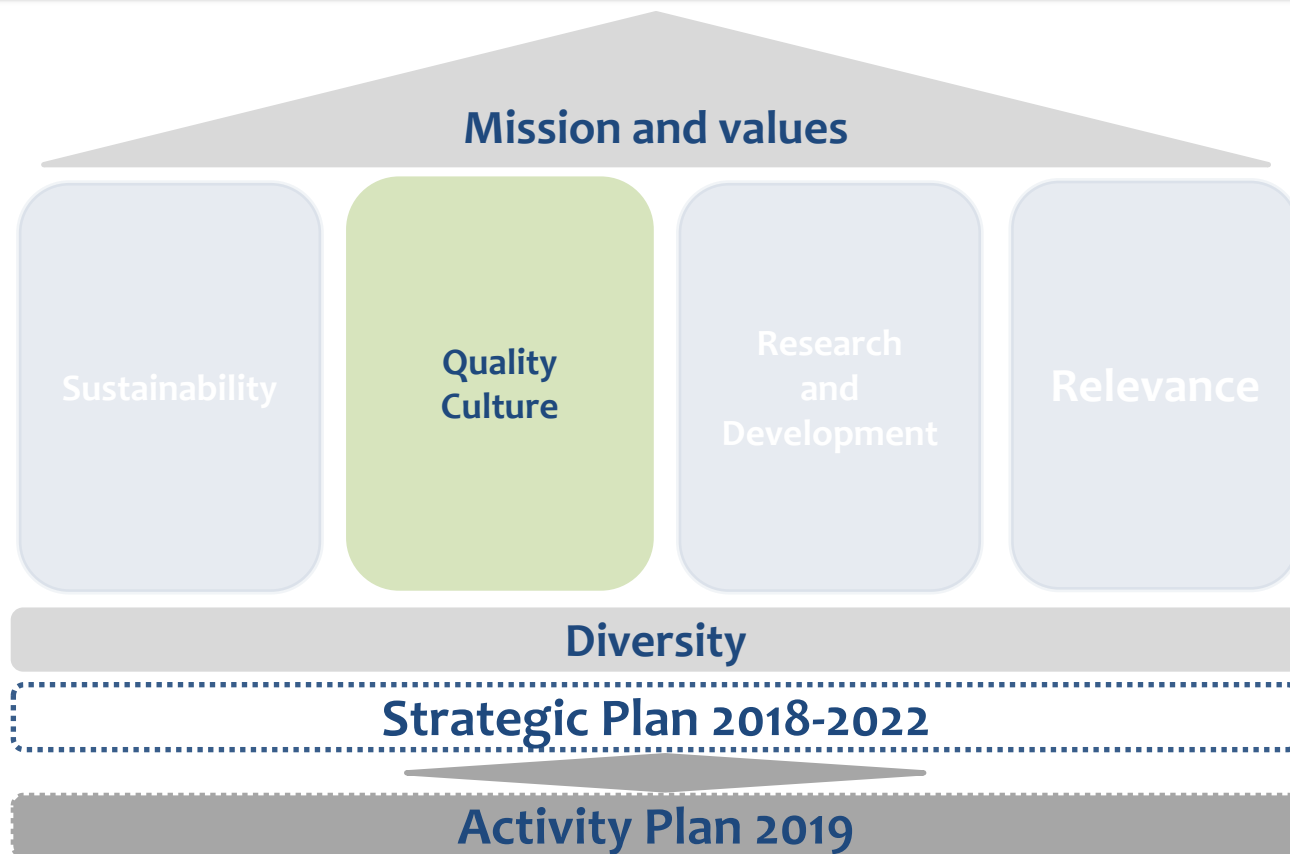 Mission and values
Sustainability
Quality
Culture
Research
and
Development
Relevance
Diversity
Strategic Plan 2018-2022
Activity Plan 2019